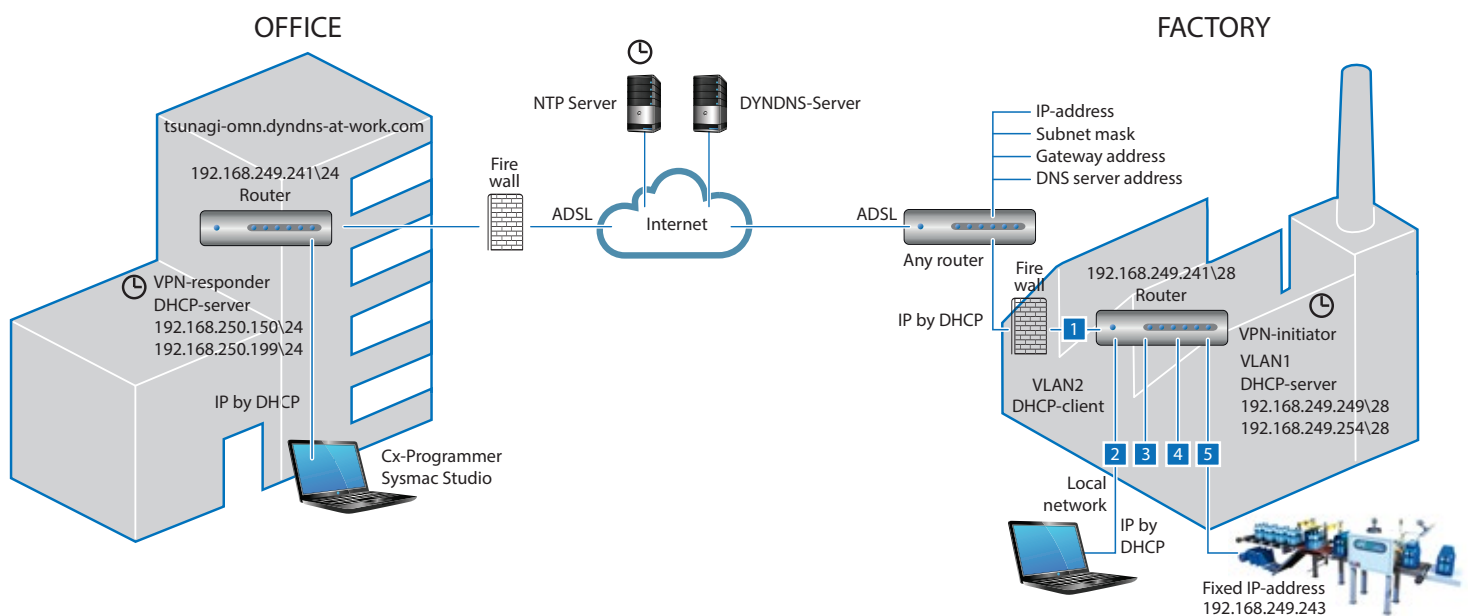 OFFICE
FACTORY
NTP Server
DYNDNS-Server
tsunagi-omn.dyndns-at-work.com
192.168.249.241\24
Router
Fire
wall
ADSL
Internet
ADSL
IP-address
Subnet mask
Gateway address
DNS server address
Any router
VPN-responder
DHCP-server
192.168.250.150\24
192.168.250.199\24
IP by DHCP
Cx-Programmer
Sysmac Studio
IP by DHCP
Fire
wall
192.168.249.241\28
Router
1
VPN-initiator
VLAN1
DHCP-server
192.168.249.249\28
192.168.249.254\28
VLAN2
DHCP-client
2
3
4
5
Local
network
IP by
DHCP
Fixed IP-address
192.168.249.243